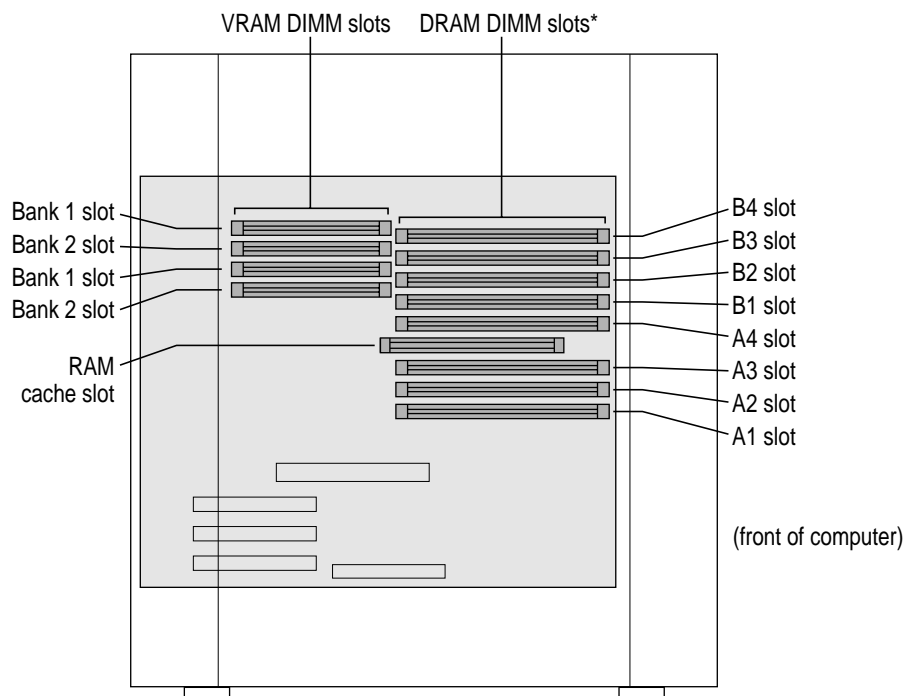 VRAM DIMM slots
DRAM DIMM slots*
Bank 1 slot
Bank 2 slot
Bank 1 slot
Bank 2 slot
RAM
cache slot
B4 slot
B3 slot
B2 slot
B1 slot
A4 slot
A3 slot
A2 slot
A1 slot
(front of computer)